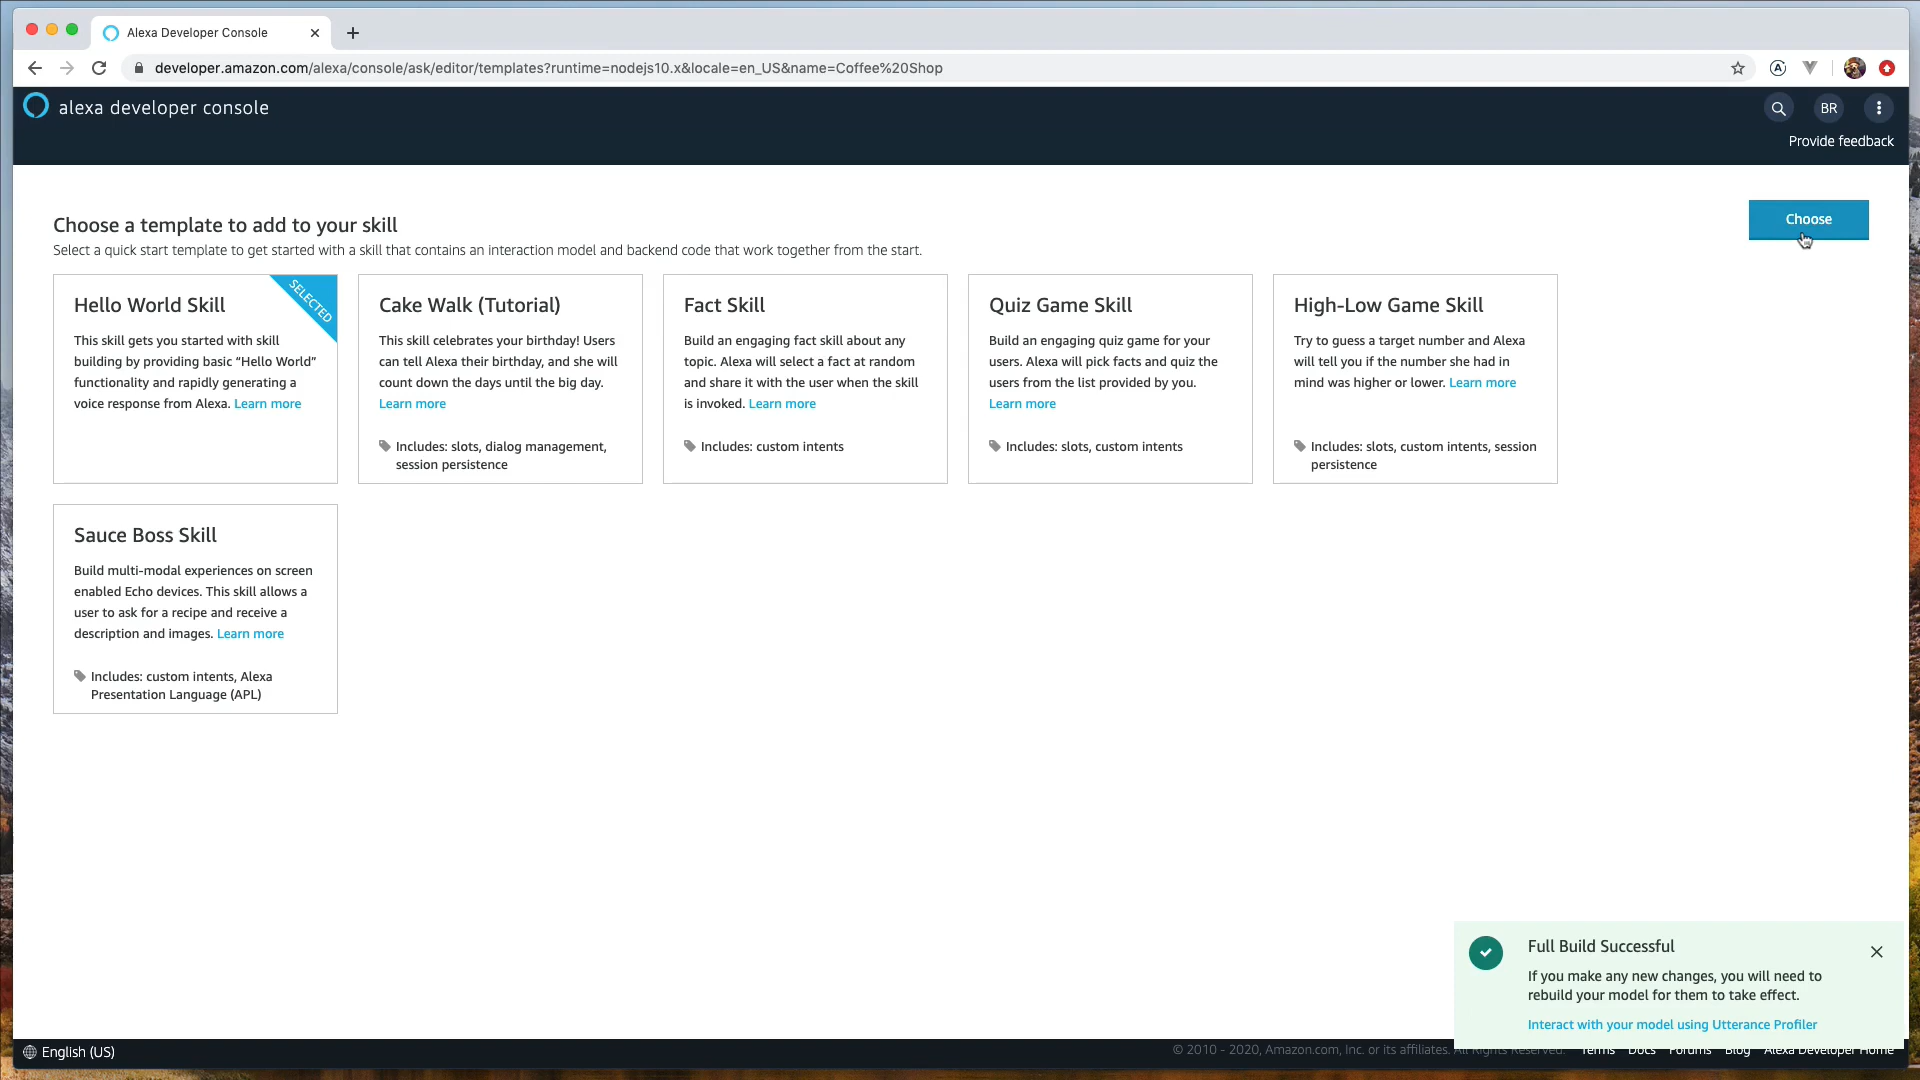 Alexa Developer Console
developer.amazon.com/alexa/console/ask/editor/templates?runtime=nodejs10.x&locale=en_US&name=Coffee%20Shop
alexa developer console
BR
Provide feedback
Choose a template to add to your skill
Select a quick start template to get started with a skill that contains an interaction model and backend code that work together from the start.
Choose
Hello World Skill
SELECTED
This skill gets you started with skill
building by providing basic “Hello World”
functionality and rapidly generating a
voice response from Alexa. Learn more
Cake Walk (Tutorial)
This skill celebrates your birthday! Users
can tell Alexa their birthday, and she will
count down the days until the big day.
Learn more
Includes: slots, dialog management,
session persistence
Fact Skill
Build an engaging fact skill about any
topic. Alexa will select a fact at random
and share it with the user when the skill
is invoked. Learn more
Includes: custom intents
Quiz Game Skill
Build an engaging quiz game for your
users. Alexa will pick facts and quiz the
users from the list provided by you.
Learn more
Includes: slots, custom intents
High-Low Game Skill
Try to guess a target number and Alexa
will tell you if the number she had in
mind was higher or lower. Learn more
Includes: slots, custom intents, session
persistence
Sauce Boss Skill
Build multi-modal experiences on screen
enabled Echo devices. This skill allows a
user to ask for a recipe and receive a
description and images. Learn more
Includes: custom intents, Alexa
Presentation Language (APL)
Full Build Successful
If you make any new changes, you will need to
rebuild your model for them to take effect.
Interact with your model using Utterance Profiler
English (US)
© 2010 - 2020, Amazon.com, Inc. or its affiliates. All Rights Reserved. Terms Docs Forums Blog Alexa Developer Home